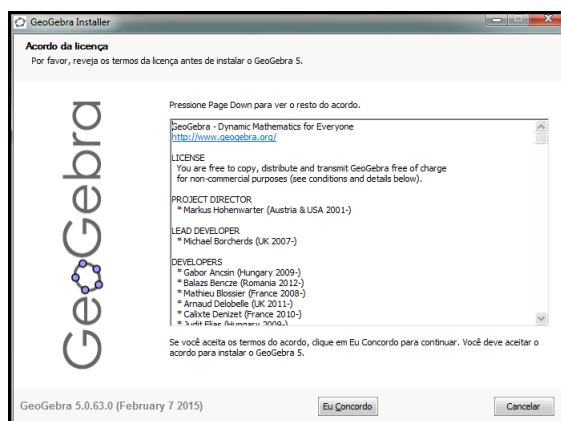 GeoGebra Installer
Acordo da licença
Por favor, reveja os termos da licença antes de instalar o GeoGebra 5.
GeoGebra
Pressione Page Down para ver o resto do acordo.
GeoGebra - Dynamic Mathematics for Everyone
http://www.geogebra.org/
LICENSE
You are free to copy, distribute and transmit GeoGebra free of charge
for non-commercial purposes (see conditions and details below).
PROJECT DIRECTOR
* Markus Hohenwarter (Austria & USA 2001-)
LEAD DEVELOPER
* Michael Borcherds (UK 2007-)
DEVELOPERS
* Gabor Ancsin (Hungary 2009-)
* Balazs Bencze (Romania 2012-)
* Mathieu Blossier (France 2008-)
* Arnaud Delobelle (UK 2011-)
* Calixte Denizet (France 2010-)
* Judit Elias (Hungary 2009-)
Se você aceita os termos do acordo, clique em Eu Concordo para continuar. Você deve aceitar o
acordo para instalar o GeoGebra 5.
GeoGebra 5.0.63.0 (February 7 2015)
Eu Concordo
Cancelar